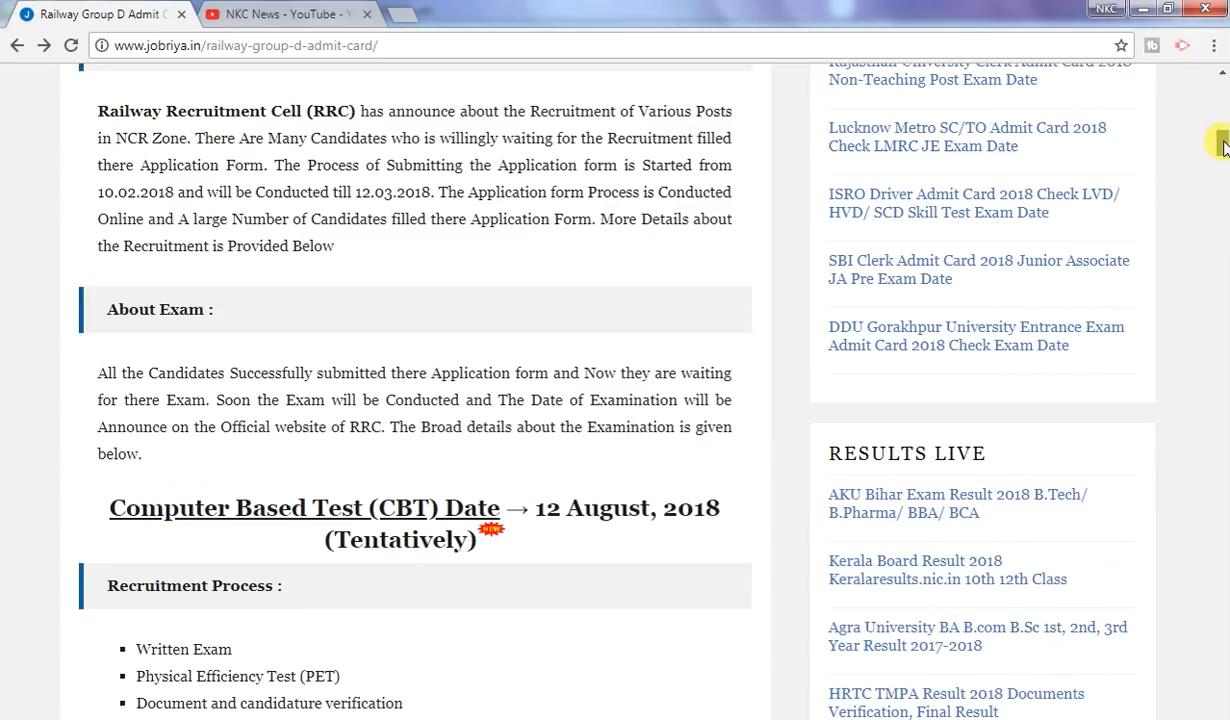 Railway Group D Admit C
NKC News - YouTube -
NKC
www.jobriya.in/railway-group-d-admit-card/
Railway Recruitment Cell (RRC) has announce about the Recruitment of Various Posts
in NCR Zone. There Are Many Candidates who is willingly waiting for the Recruitment filled
there Application Form. The Process of Submitting the Application form is Started from
10.02.2018 and will be Conducted till 12.03.2018. The Application form Process is Conducted
Online and A large Number of Candidates filled there Application Form. More Details about
the Recruitment is Provided Below
About Exam :
All the Candidates Successfully submitted there Application form and Now they are waiting
for there Exam. Soon the Exam will be Conducted and The Date of Examination will be
Announce on the Official website of RRC. The Broad details about the Examination is given
below.
Computer Based Test (CBT) Date → 12 August, 2018
(Tentatively) NEW
Recruitment Process :
▪ Written Exam
▪ Physical Efficiency Test (PET)
▪ Document and candidature verification
Rajasthan University Clerk Admit Card 2018
Non-Teaching Post Exam Date
Lucknow Metro SC/TO Admit Card 2018
Check LMRC JE Exam Date
ISRO Driver Admit Card 2018 Check LVD/
HVD/ SCD Skill Test Exam Date
SBI Clerk Admit Card 2018 Junior Associate
JA Pre Exam Date
DDU Gorakhpur University Entrance Exam
Admit Card 2018 Check Exam Date
RESULTS LIVE
AKU Bihar Exam Result 2018 B.Tech/
B.Pharma/ BBA/ BCA
Kerala Board Result 2018
Keralaresults.nic.in 10th 12th Class
Agra University BA B.com B.Sc 1st, 2nd, 3rd
Year Result 2017-2018
HRTC TMPA Result 2018 Documents
Verification, Final Result